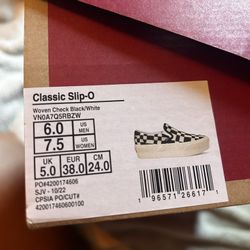 Classic Slip-O
Woven Check Black/White
VN0A7Q5RBZW
6.0 US MEN
7.5 US WOMEN
UK EUR CM
5.0 38.0 24.0
PO#4200174606
SJV - 10/22
CPSIA PO/CUT#
4200174460600100
1 96571 26617 1